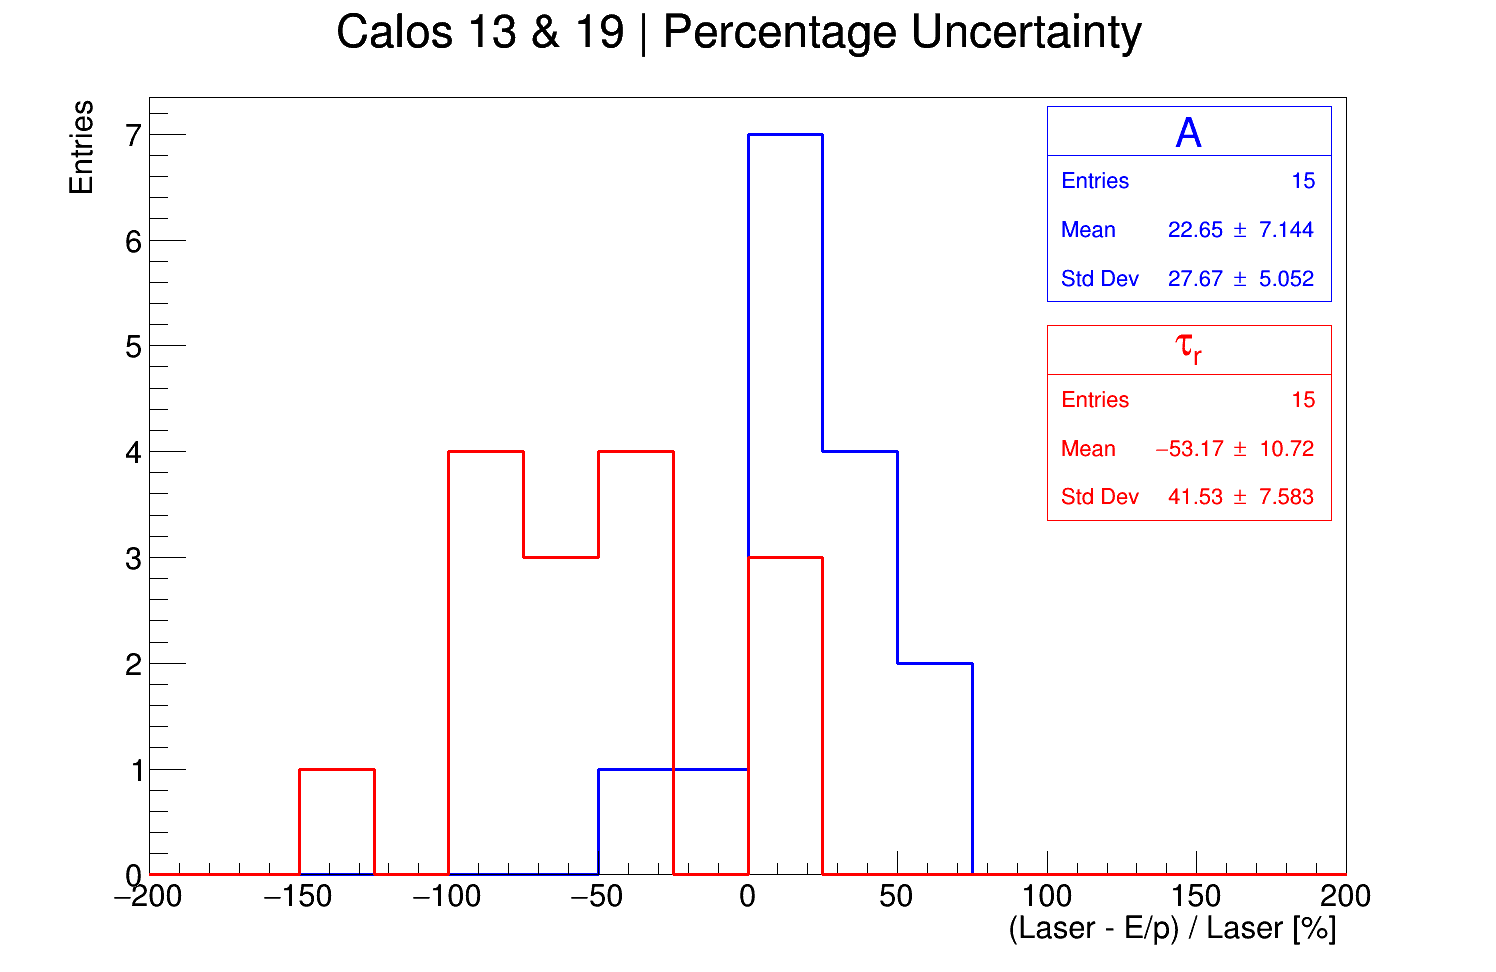 Calos 13 & 19 | Percentage Uncertainty
Entries
7
6
5
4
3
2
1
0
−200 −150 −100 −50 0 50 100 150 200
(Laser - E/p) / Laser [%]
A
Entries 15
Mean 22.65 ± 7.144
Std Dev 27.67 ± 5.052
τr
Entries 15
Mean −53.17 ± 10.72
Std Dev 41.53 ± 7.583